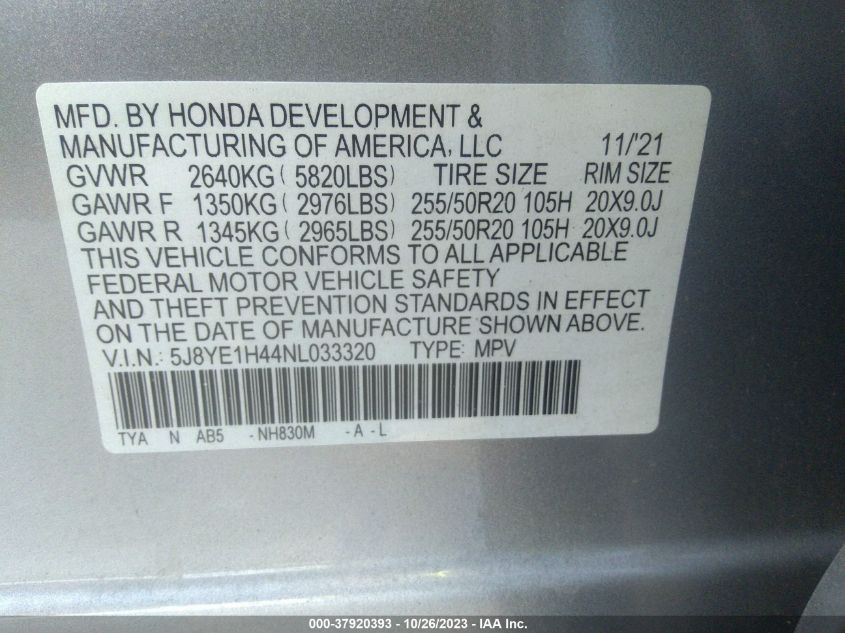 MFD. BY HONDA DEVELOPMENT &
MANUFACTURING OF AMERICA, LLC 11/'21
GVWR 2640KG ( 5820LBS) TIRE SIZE RIM SIZE
GAWR F 1350KG ( 2976LBS) 255/50R20 105H 20X9.0J
GAWR R 1345KG ( 2965LBS) 255/50R20 105H 20X9.0J
THIS VEHICLE CONFORMS TO ALL APPLICABLE
FEDERAL MOTOR VEHICLE SAFETY
AND THEFT PREVENTION STANDARDS IN EFFECT
ON THE DATE OF MANUFACTURE SHOWN ABOVE.
V.I.N.: 5J8YE1H44NL033320 TYPE: MPV
TYA N AB5 -NH830M -A -L
000-37920393 - 10/26/2023 - IAA Inc.